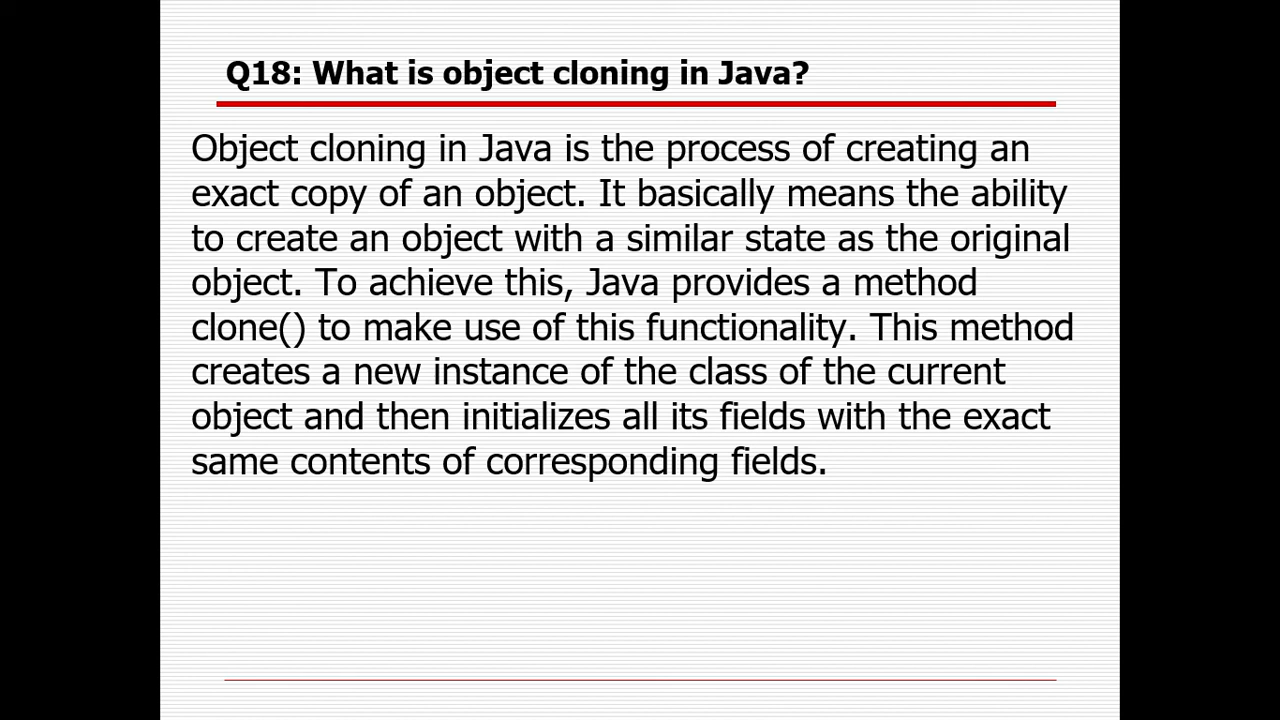 Q18: What is object cloning in Java?
Object cloning in Java is the process of creating an
exact copy of an object. It basically means the ability
to create an object with a similar state as the original
object. To achieve this, Java provides a method
clone() to make use of this functionality. This method
creates a new instance of the class of the current
object and then initializes all its fields with the exact
same contents of corresponding fields.